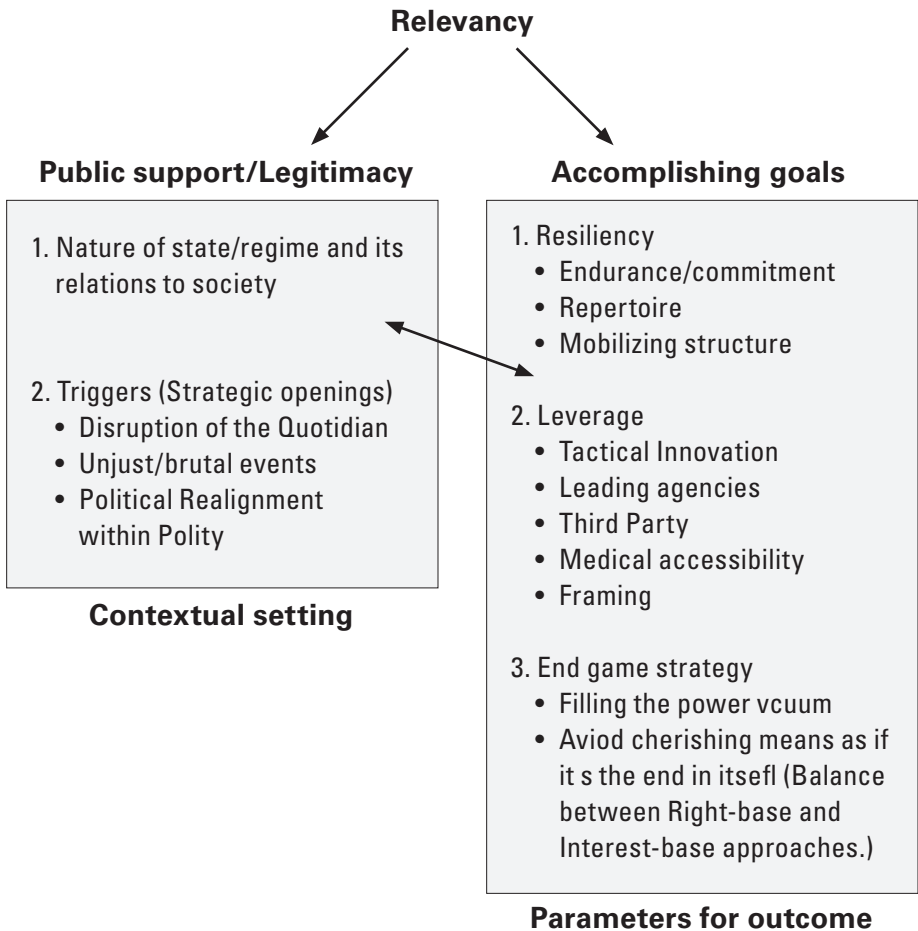 Relevancy
Public support/Legitimacy
1. Nature of state/regime and its
relations to society
2. Triggers (Strategic openings)
• Disruption of the Quotidian
• Unjust/brutal events
• Political Realignment
within Polity
Contextual setting
Accomplishing goals
1. Resiliency
• Endurance/commitment
• Repertoire
• Mobilizing structure
2. Leverage
• Tactical Innovation
• Leading agencies
• Third Party
• Medical accessibility
• Framing
3. End game strategy
• Filling the power vcuum
• Aviod cherishing means as if
it s the end in itsefl (Balance
between Right-base and
Interest-base approaches.)
Parameters for outcome